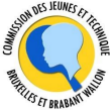 COMMISSION DES JEUNES ET TECHNIQUE
BRUXELLES ET BRABANT WALLON